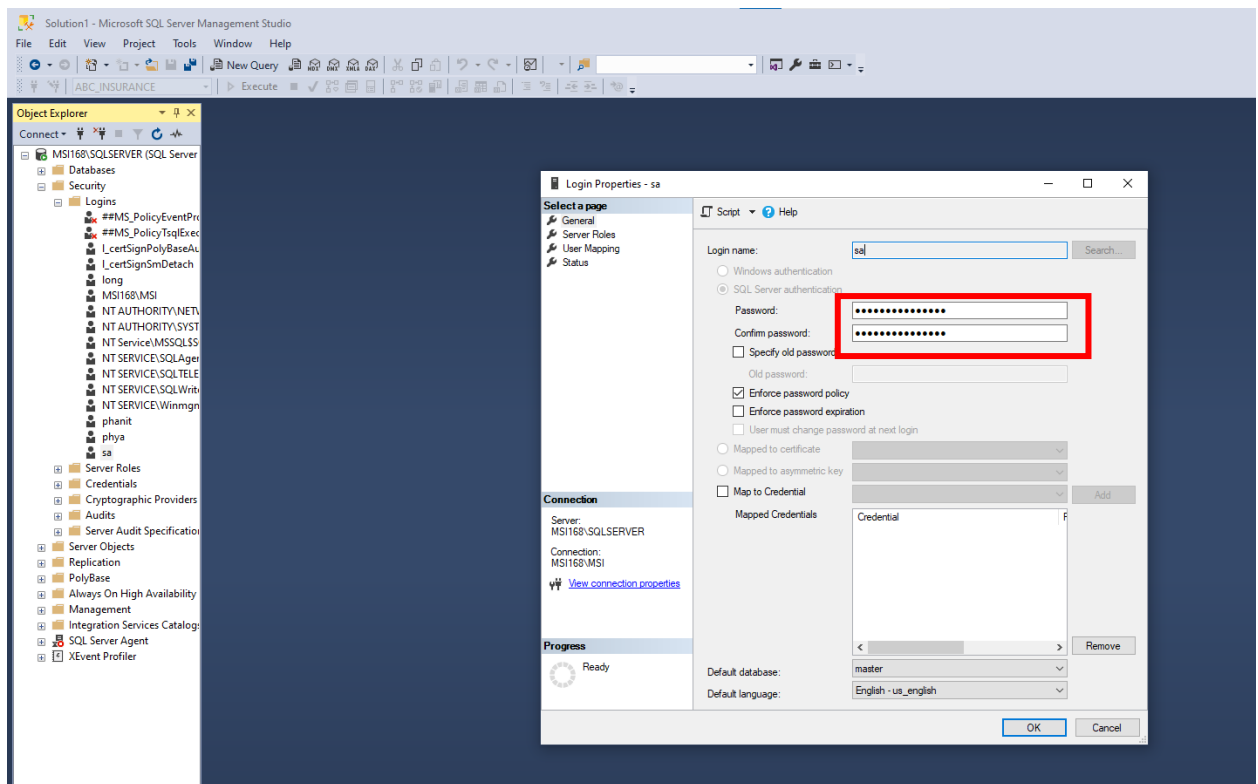 Solution1 - Microsoft SQL Server Management Studio
File Edit View Project Tools Window Help
New Query MDX DMX XMLA DAX
ABC_INSURANCE Execute
Object Explorer
Connect
MSI168\SQLSERVER (SQL Server
Databases
Security
Logins
##MS_PolicyEventPro
##MS_PolicyTsqlExec
l_certSignPolyBaseAu
l_certSignSmDetach
long
MSI168\MSI
NT AUTHORITY\NETW
NT AUTHORITY\SYST
NT Service\MSSQL$S
NT SERVICE\SQLAgen
NT SERVICE\SQLTELE
NT SERVICE\SQLWrite
NT SERVICE\Winmgn
phanit
phya
sa
Server Roles
Credentials
Cryptographic Providers
Audits
Server Audit Specification
Server Objects
Replication
PolyBase
Always On High Availability
Management
Integration Services Catalogs
SQL Server Agent
XEvent Profiler
Login Properties - sa
Select a page
General
Server Roles
User Mapping
Status
Connection
Server:
MSI168\SQLSERVER
Connection:
MSI168\MSI
View connection properties
Progress
Ready
Script Help
Login name: sa Search...
Windows authentication
SQL Server authentication
Password: •••••••••••••••
Confirm password: •••••••••••••••
Specify old password
Old password:
Enforce password policy
Enforce password expiration
User must change password at next login
Mapped to certificate
Mapped to asymmetric key
Map to Credential Add
Mapped Credentials Credential
Remove
Default database: master
Default language: English - us_english
OK Cancel